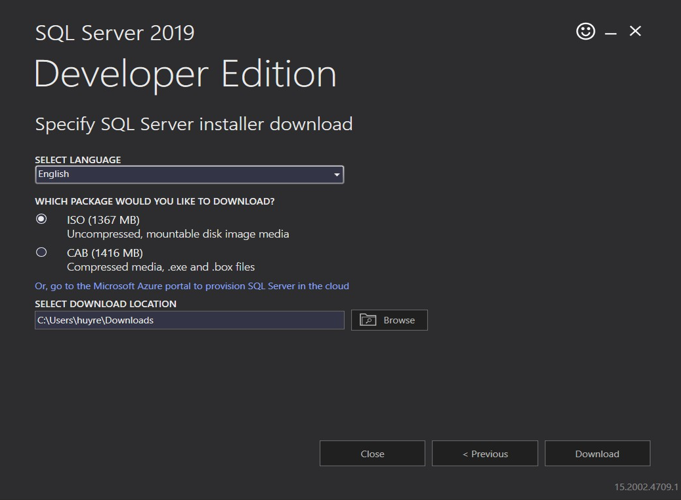 SQL Server 2019
Developer Edition
Specify SQL Server installer download
SELECT LANGUAGE
English
WHICH PACKAGE WOULD YOU LIKE TO DOWNLOAD?
ISO (1367 MB)
Uncompressed, mountable disk image media
CAB (1416 MB)
Compressed media, .exe and .box files
Or, go to the Microsoft Azure portal to provision SQL Server in the cloud
SELECT DOWNLOAD LOCATION
C:\Users\huyre\Downloads
Browse
Close
< Previous
Download
15.2002.4709.1